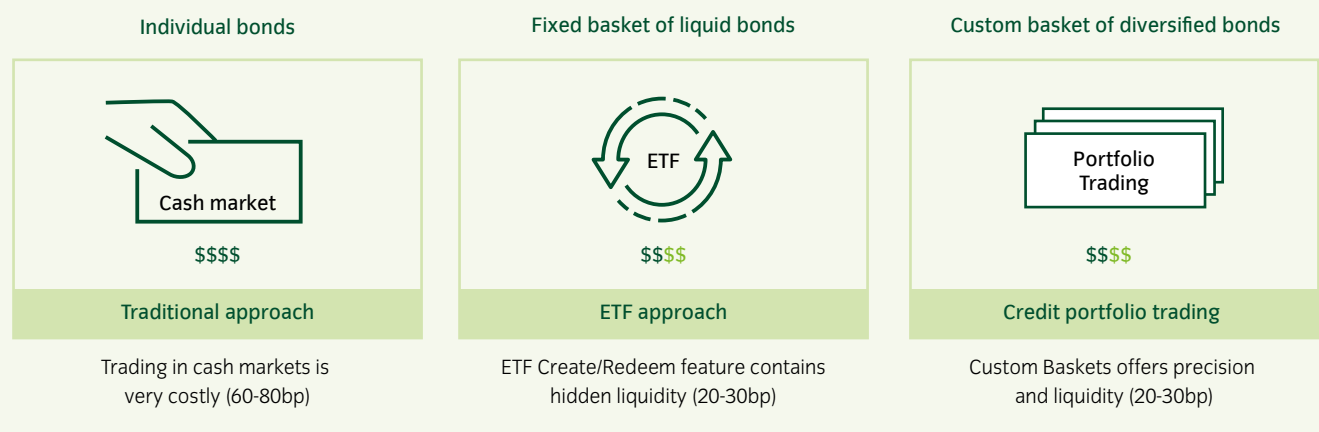 Individual bonds
Cash market
$$$$
Traditional approach
Trading in cash markets is
very costly (60-80bp)
Fixed basket of liquid bonds
ETF
$$$$
ETF approach
ETF Create/Redeem feature contains
hidden liquidity (20-30bp)
Custom basket of diversified bonds
Portfolio
Trading
$$$$
Credit portfolio trading
Custom Baskets offers precision
and liquidity (20-30bp)